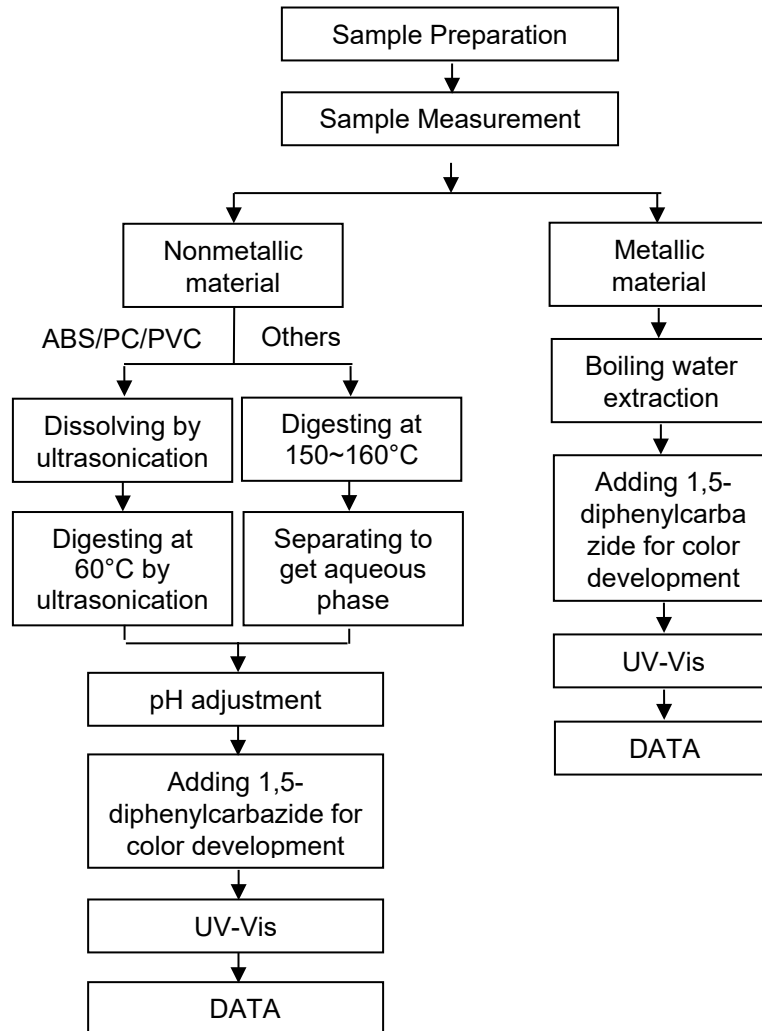 Sample Preparation
Sample Measurement
Nonmetallic
material
Metallic
material
ABS/PC/PVC
Others
Boiling water
extraction
Dissolving by
ultrasonication
Digesting at
150~160°C
Adding 1,5-
diphenylcarba
zide for color
development
Digesting at
60°C by
ultrasonication
Separating to
get aqueous
phase
UV-Vis
pH adjustment
DATA
Adding 1,5-
diphenylcarbazide for
color development
UV-Vis
DATA